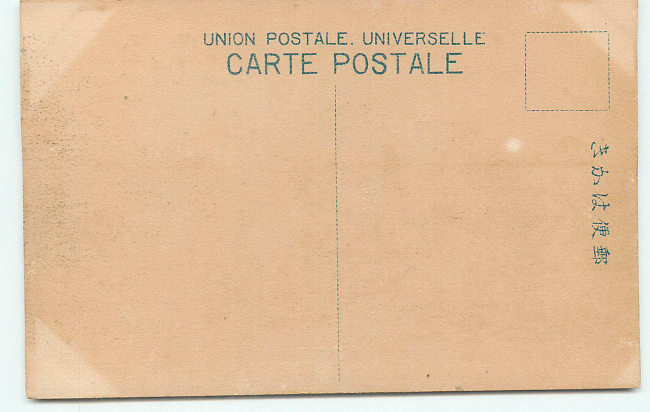 UNION POSTALE. UNIVERSELLE
CARTE POSTALE
郵便はかき